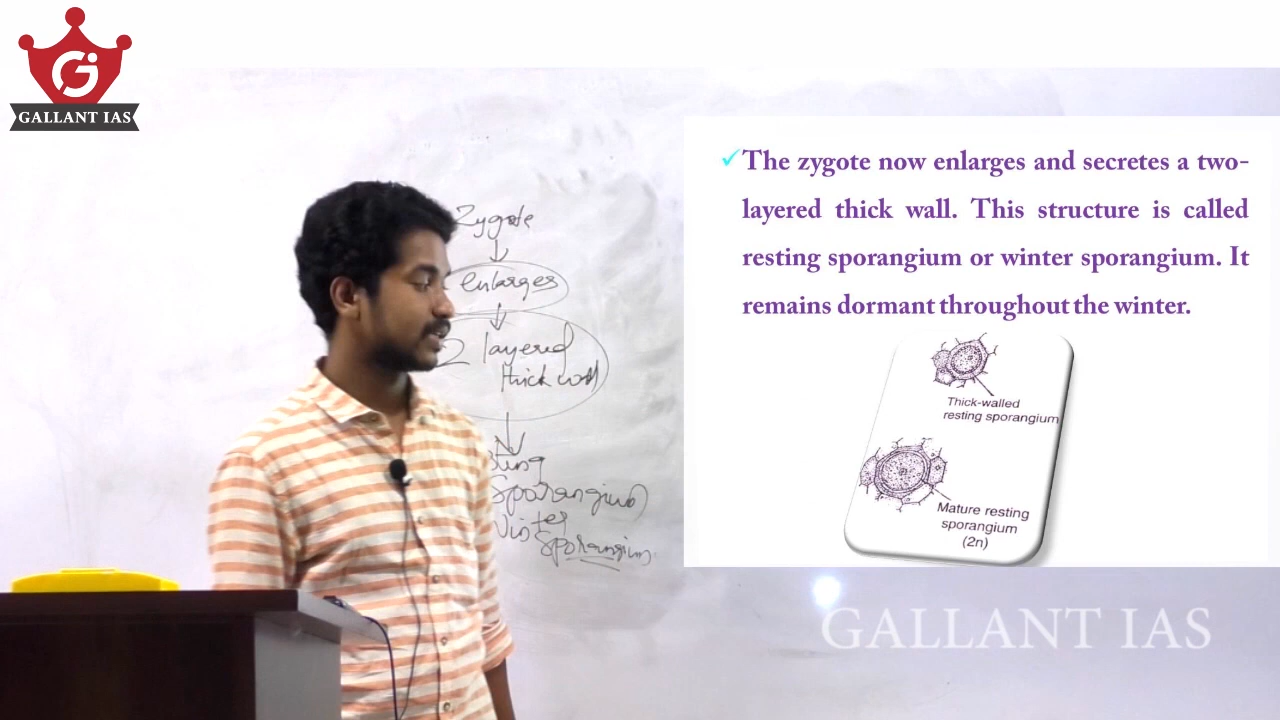 GALLANT IAS
Zygote
enlarges
2 layered
thick wall
Sporangium
Winter
Sporangium
✓The zygote now enlarges and secretes a two-
layered thick wall. This structure is called
resting sporangium or winter sporangium. It
remains dormant throughout the winter.
Thick-walled
resting sporangium
Mature resting
sporangium
(2n)
GALLANT IAS